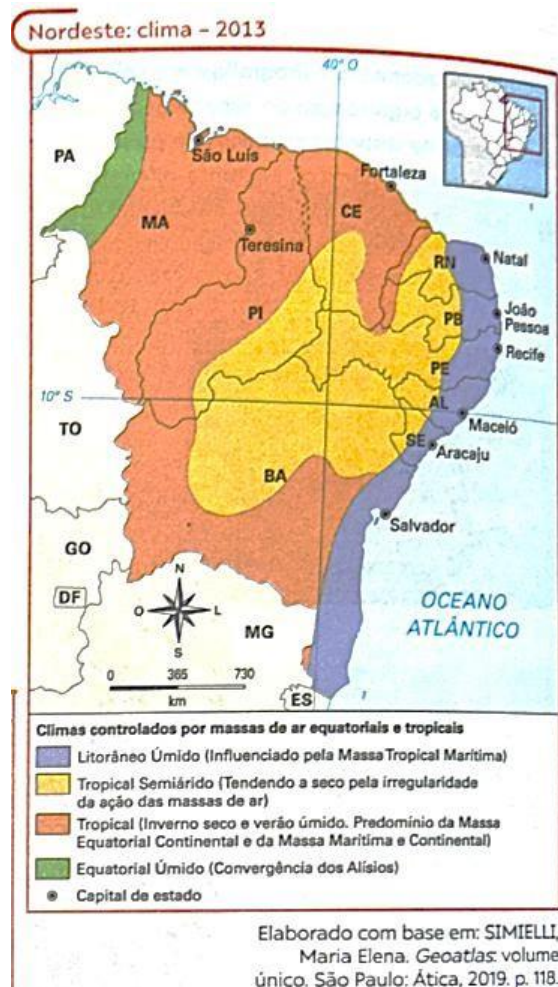 Nordeste: clima – 2013
40° O
PA
São Luís
Fortaleza
MA
CE
Teresina
RN
Natal
PI
PB
João
Pessoa
PE
Recife
10° S
AL
Maceió
TO
SE
Aracaju
BA
Salvador
GO
N
DF
O
L
S
MG
OCEANO
ATLÂNTICO
0 365 730
km
ES
Climas controlados por massas de ar equatoriais e tropicais
Litorâneo Úmido (Influenciado pela Massa Tropical Marítima)
Tropical Semiárido (Tendendo a seco pela irregularidade
da ação das massas de ar)
Tropical (Inverno seco e verão úmido. Predomínio da Massa
Equatorial Continental e da Massa Marítima e Continental)
Equatorial Úmido (Convergência dos Alísios)
Capital de estado
Elaborado com base em: SIMIELLI,
Maria Elena. Geoatlas: volume
único. São Paulo: Ática, 2019. p. 118.